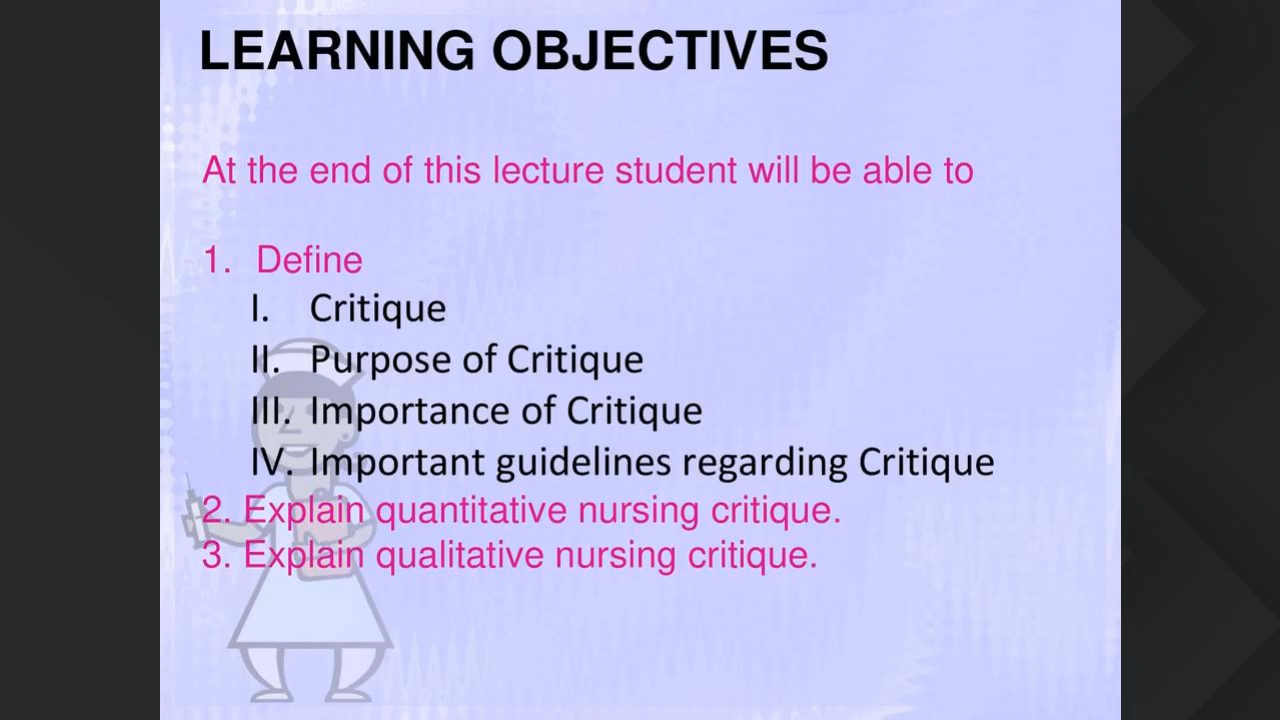 LEARNING OBJECTIVES
At the end of this lecture student will be able to
1. Define
I. Critique
II. Purpose of Critique
III. Importance of Critique
IV. Important guidelines regarding Critique
2. Explain quantitative nursing critique.
3. Explain qualitative nursing critique.